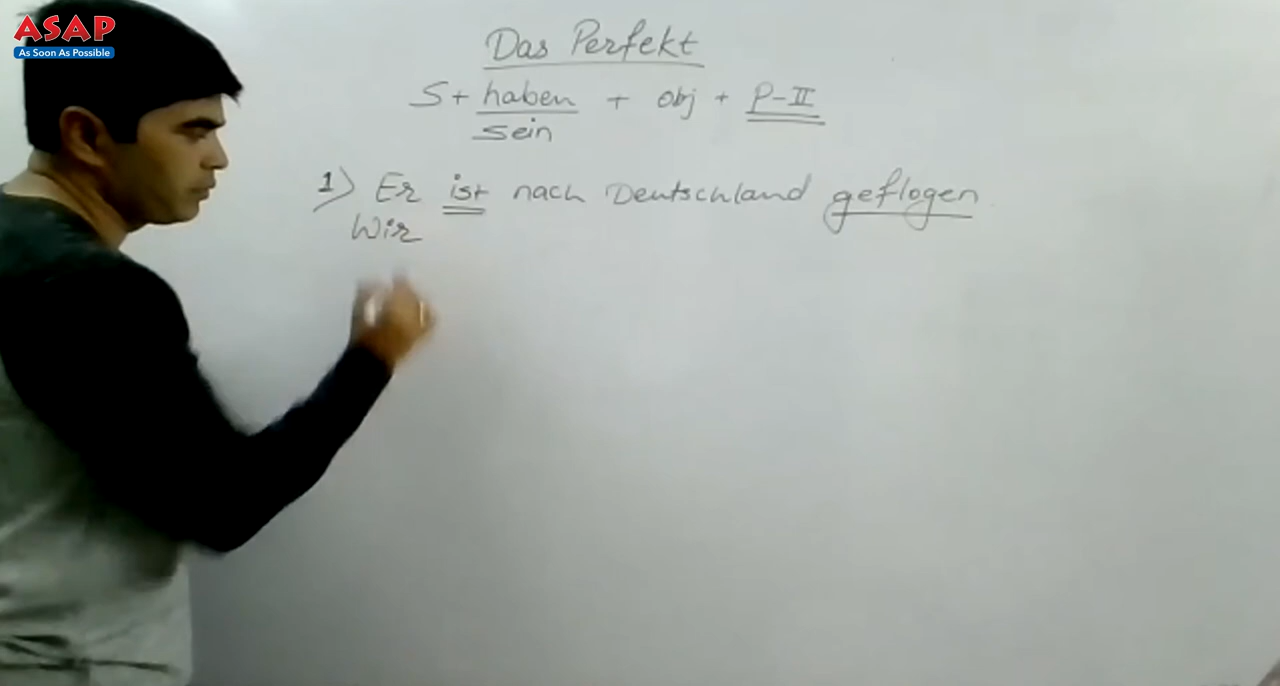 ASAP
As Soon As Possible
Das Perfekt
S + haben + obj + P-II
sein
1) Er ist nach Deutschland geflogen
Wir